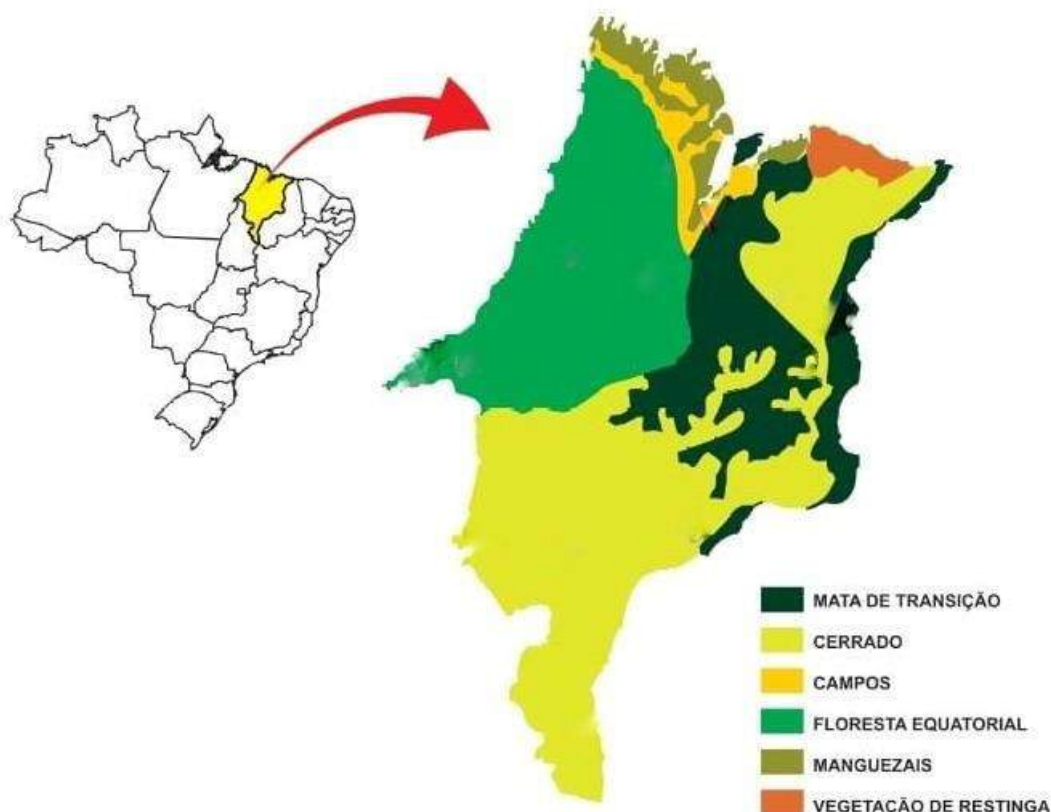 MATA DE TRANSIÇÃO
CERRADO
CAMPOS
FLORESTA EQUATORIAL
MANGUEZAIS
VEGETAÇÃO DE RESTINGA